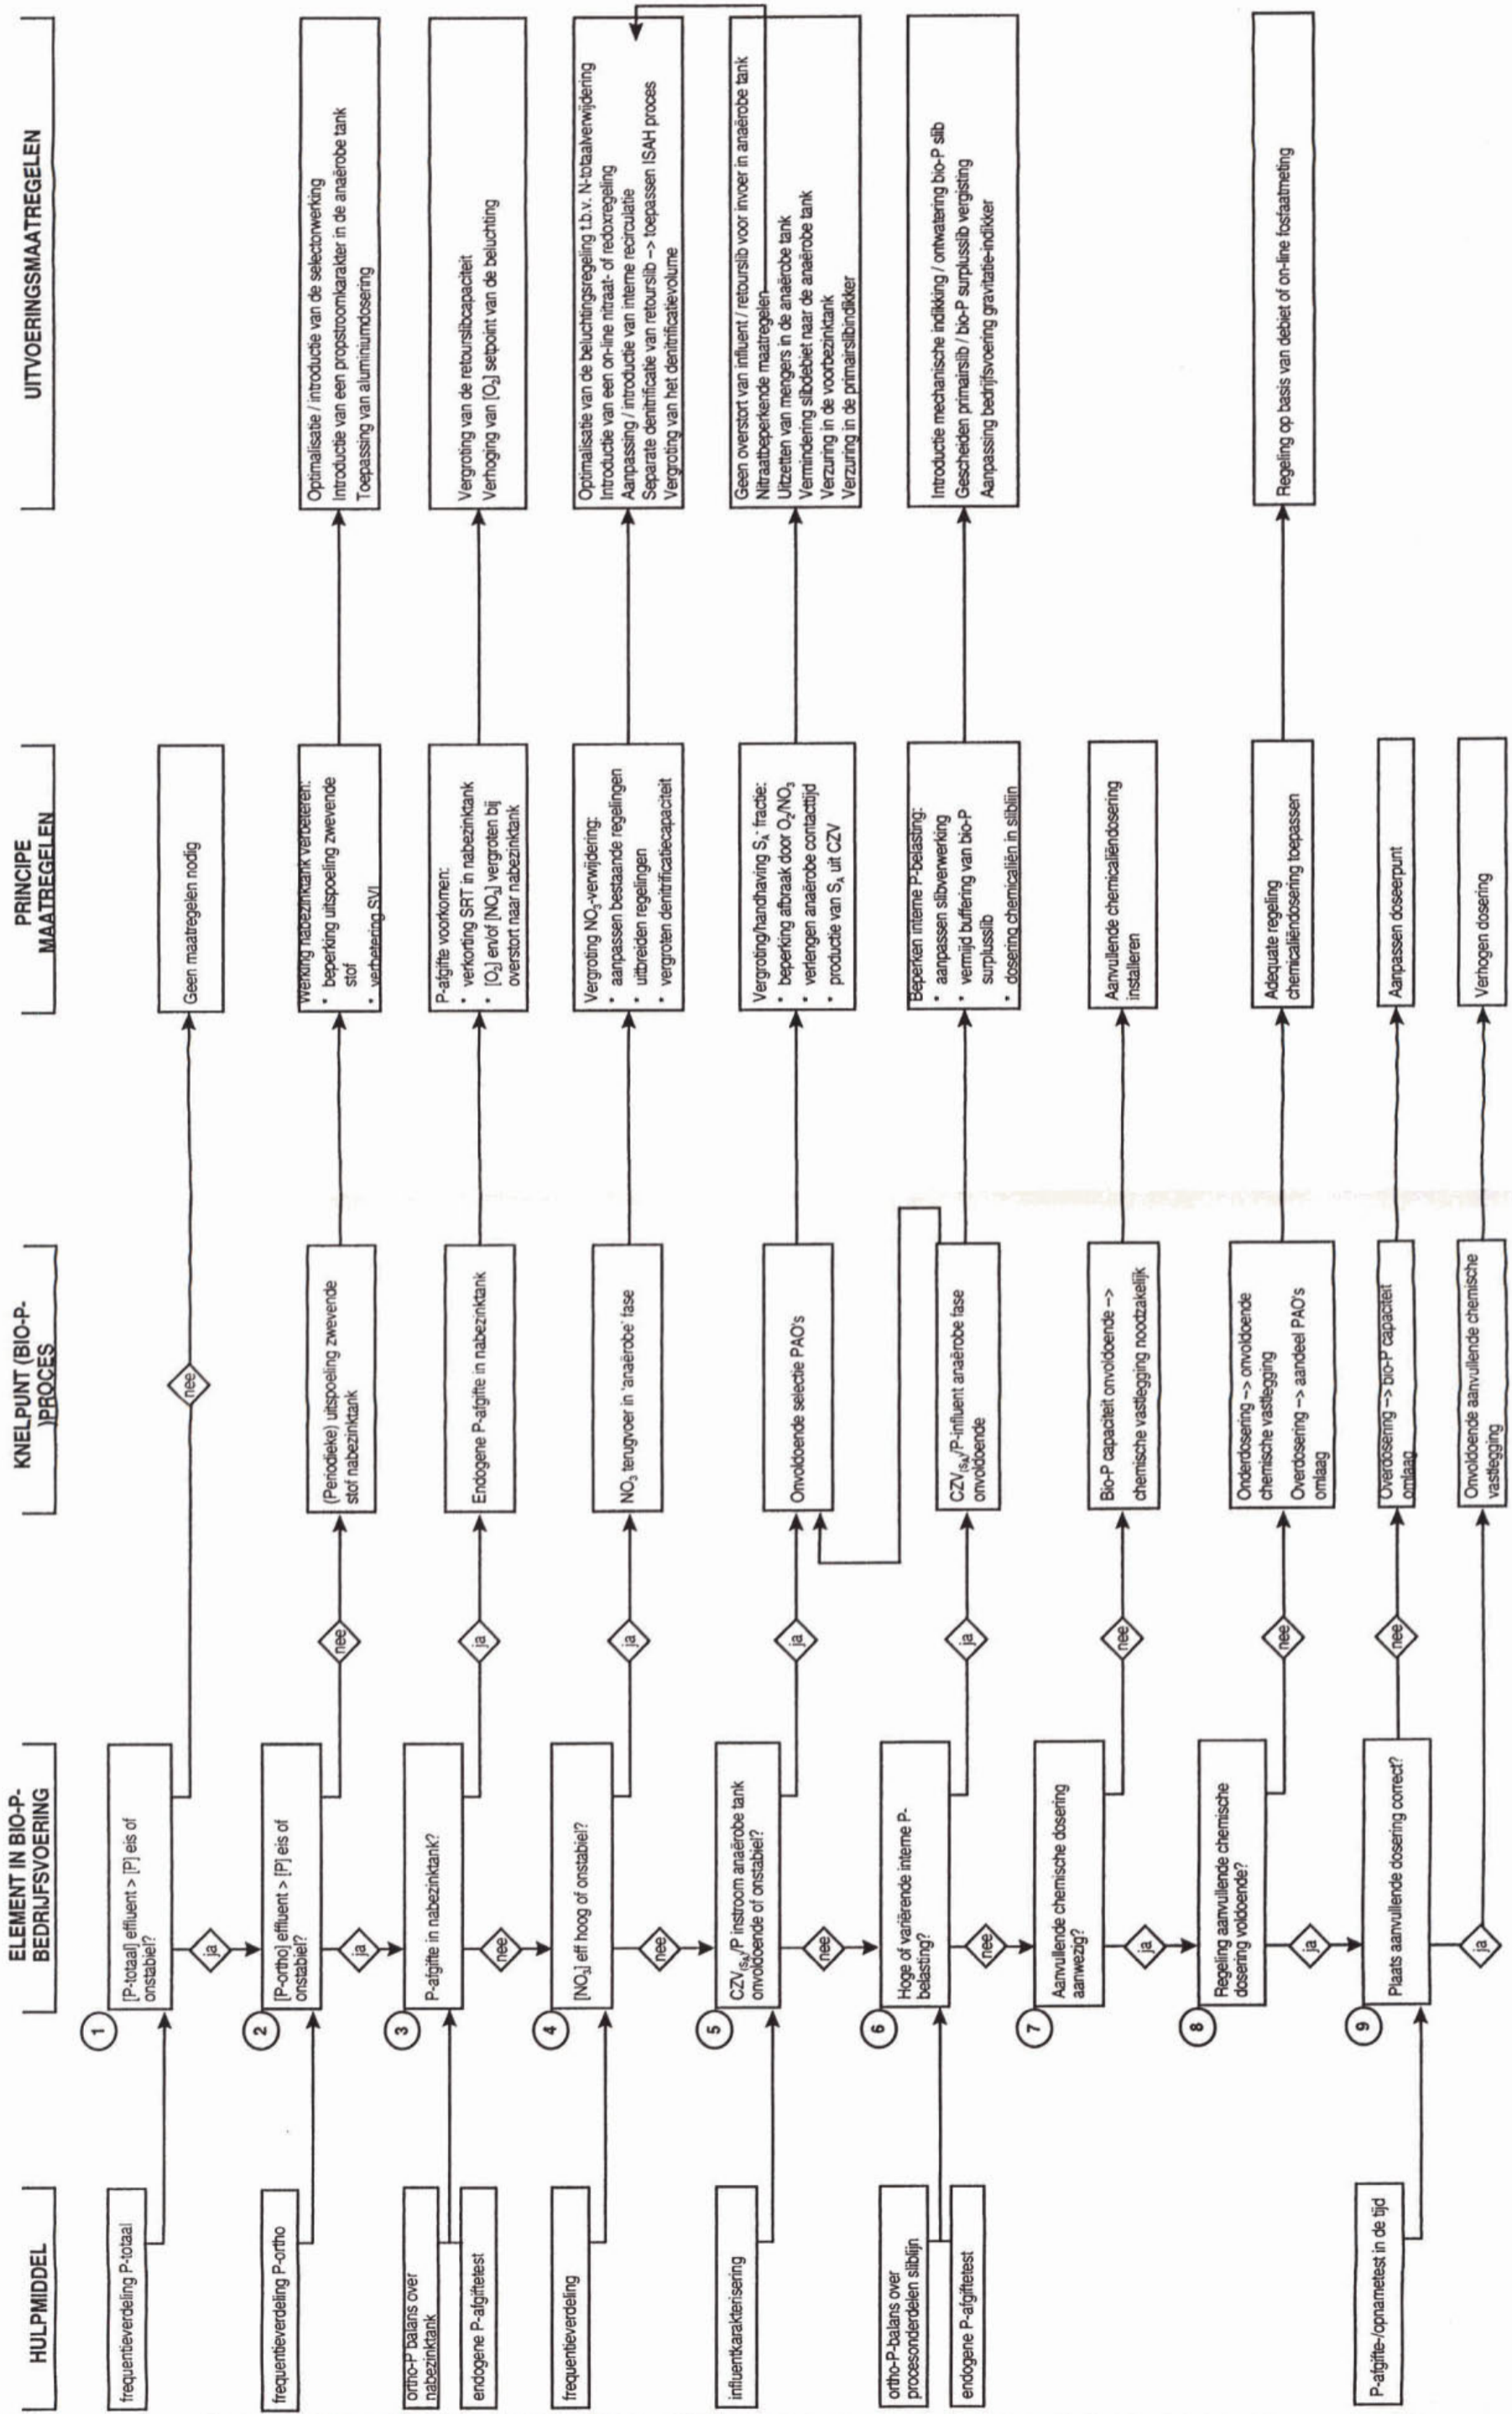 HULPMIDDEL
ELEMENT IN BIO-P-
BEDRIJFSVOERING
KNELPUNT (BIO-P-
)PROCES
PRINCIPE
MAATREGELEN
UITVOERINGSMAATREGELEN
frequentieverdeling P-totaal
1
[P-totaal] effluent > [P] eis of
onstabiel?
nee
Geen maatregelen nodig
ja
frequentieverdeling P-ortho
2
[P-ortho] effluent > [P] eis of
onstabiel?
nee
(Periodieke) uitspoeling zwevende
stof nabezinktank
Werking nabezinktank verbeteren:
* beperking uitspoeling zwevende
stof
* verbetering SVI
Optimalisatie / introductie van de selectorwerking
Introductie van een propstroomkarakter in de anaërobe tank
Toepassing van aluminiumdosering
ja
ortho-P balans over
nabezinktank
endogene P-afgiftetest
3
P-afgifte in nabezinktank?
ja
Endogene P-afgifte in nabezinktank
P-afgifte voorkomen:
* verkorting SRT in nabezinktank
* [O₂] en/of [NO₃] vergroten bij
overstort naar nabezinktank
Vergroting van de retourslibcapaciteit
Verhoging van [O₂] setpoint van de beluchting
nee
frequentieverdeling
4
[NO₃] eff hoog of onstabiel?
ja
NO₃ terugvoer in 'anaërobe' fase
Vergroting NO₃-verwijdering:
* aanpassen bestaande regelingen
* uitbreiden regelingen
* vergroten denitrificatiecapaciteit
Optimalisatie van de beluchtingsregeling t.b.v. N-totaalverwijdering
Introductie van een on-line nitraat- of redoxregeling
Aanpassing / introductie van interne recirculatie
Separate denitrificatie van retourslib --> toepassen ISAH proces
Vergroting van het denitrificatievolume
nee
influentkarakterisering
5
CZV(SA)/P instroom anaërobe tank
onvoldoende of onstabiel?
ja
Onvoldoende selectie PAO's
Vergroting/handhaving SA- fractie:
* beperking afbraak door O₂/NO₃
* verlengen anaërobe contacttijd
* productie van SA uit CZV
Geen overstort van influent / retourslib voor invoer in anaërobe tank
Nitraatbeperkende maatregelen
Uitzetten van mengers in de anaërobe tank
Vermindering slibdebiet naar de anaërobe tank
Verzuring in de voorbezinktank
Verzuring in de primairslibindikker
nee
ortho-P-balans over
procesonderdelen sliblijn
endogene P-afgiftetest
6
Hoge of variërende interne P-
belasting?
ja
CZV(SA)/P-influent anaërobe fase
onvoldoende
Beperken interne P-belasting:
* aanpassen slibverwerking
* vermijd buffering van bio-P
surplusslib
* dosering chemicaliën in sliblijn
Introductie mechanische indikking / ontwatering bio-P slib
Gescheiden primairslib / bio-P surplusslib vergisting
Aanpassing bedrijfsvoering gravitatie-indikker
nee
7
Aanvullende chemische dosering
aanwezig?
nee
Bio-P capaciteit onvoldoende -->
chemische vastlegging noodzakelijk
Aanvullende chemicaliëndosering
installeren
ja
8
Regeling aanvullende chemische
dosering voldoende?
nee
Onderdosering --> onvoldoende
chemische vastlegging
Overdosering --> aandeel PAO's
omlaag
Adequate regeling
chemicaliëndosering toepassen
Regeling op basis van debiet of on-line fosfaatmeting
ja
P-afgifte-/opnametest in de tijd
9
Plaats aanvullende dosering correct?
nee
Overdosering --> bio-P capaciteit
omlaag
Aanpassen doseerpunt
ja
Onvoldoende aanvullende chemische
vastlegging
Verhogen dosering